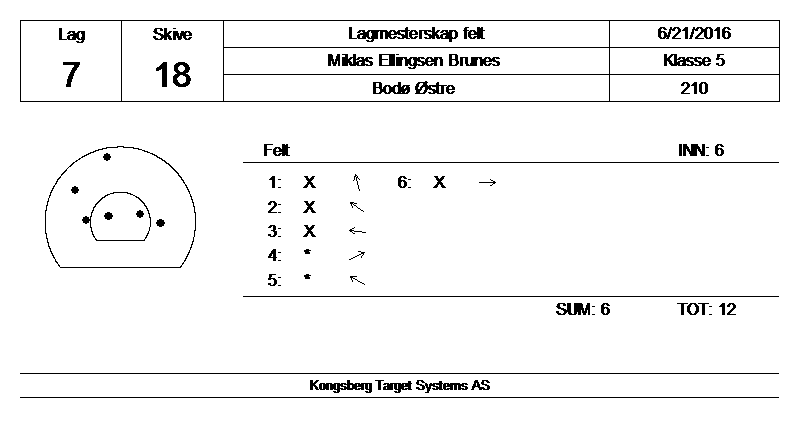 Lag Skive Lagmesterskap felt 6/21/2016
7 18 Miklas Ellingsen Brunes Klasse 5
Bodø Østre 210
Felt INN: 6
1: X ↑ 6: X →
2: X ↖
3: X ←
4: * ↗
5: * ↖
SUM: 6 TOT: 12
Kongsberg Target Systems AS